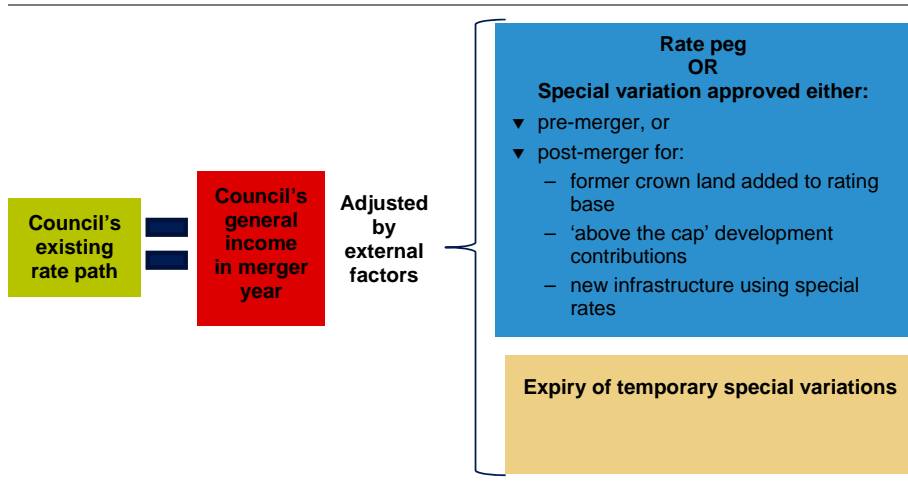 Council's
existing
rate path
Council's
general
income
in merger
year
Adjusted
by
external
factors
Rate peg
OR
Special variation approved either:
▼ pre-merger, or
▼ post-merger for:
– former crown land added to rating
base
– 'above the cap' development
contributions
– new infrastructure using special
rates
Expiry of temporary special variations